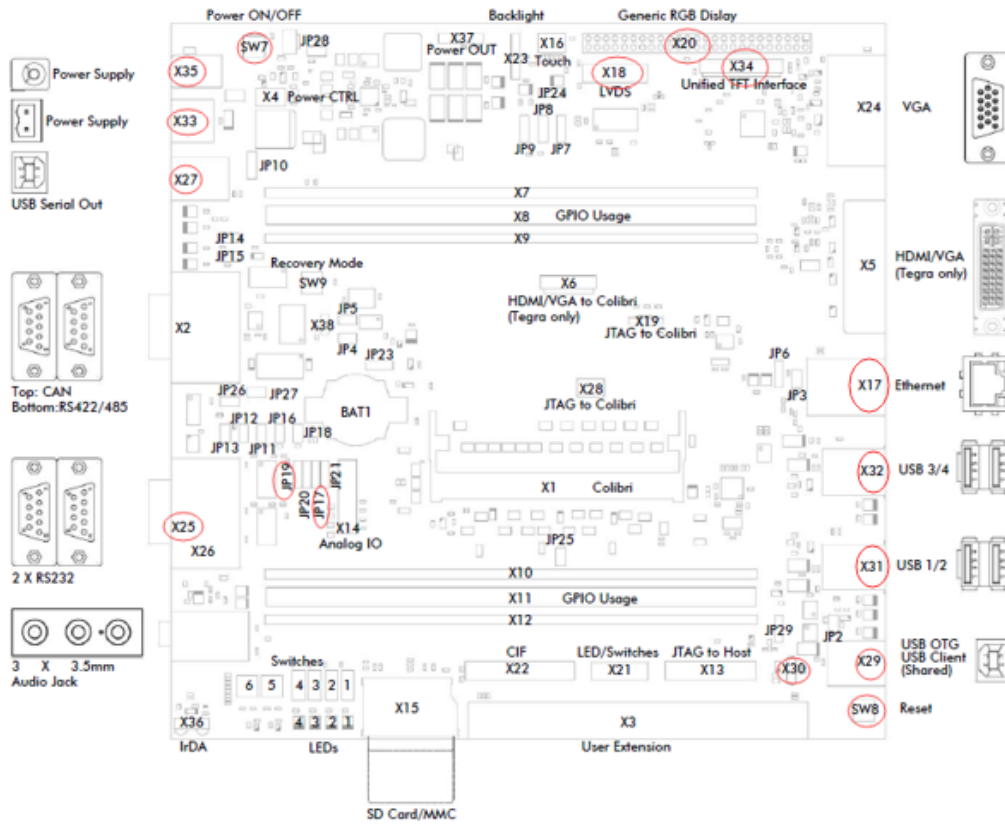 Power ON/OFF
Backlight
Generic RGB Dislay
SW7
JP28
X37
Power OUT
X23
X16
Touch
X20
X34
Unified TFT Interface
X35
Power Supply
X4 Power CTRL
JP24
X18
LVDS
X24
VGA
X33
Power Supply
JP8
JP9
JP7
JP10
X27
USB Serial Out
X7
X8 GPIO Usage
X9
JP14
JP15
Recovery Mode
SW9
X5
HDMI/VGA
(Tegra only)
X6
HDMI/VGA to Colibri
(Tegra only)
X19
JTAG to Colibri
X2
JP5
X38
JP4
JP23
Top: CAN
Bottom:RS422/485
JP6
JP3
X17
Ethernet
JP26
JP27
BAT1
X28
JTAG to Colibri
JP12
JP16
JP13
JP11
JP18
JP19
JP20
JP17
JP21
X14
Analog IO
X1 Colibri
X32
USB 3/4
X25
X26
2 X RS232
JP25
X31
USB 1/2
X10
X11 GPIO Usage
X12
JP29
JP2
3 X 3.5mm
Audio Jack
Switches
6 5 4 3 2 1
CIF
X22
LED/Switches
X21
JTAG to Host
X13
X30
X29
USB OTG
USB Client
(Shared)
X36
IrDA
4 3 2 1
LEDs
X15
SD Card/MMC
X3
User Extension
SW8
Reset